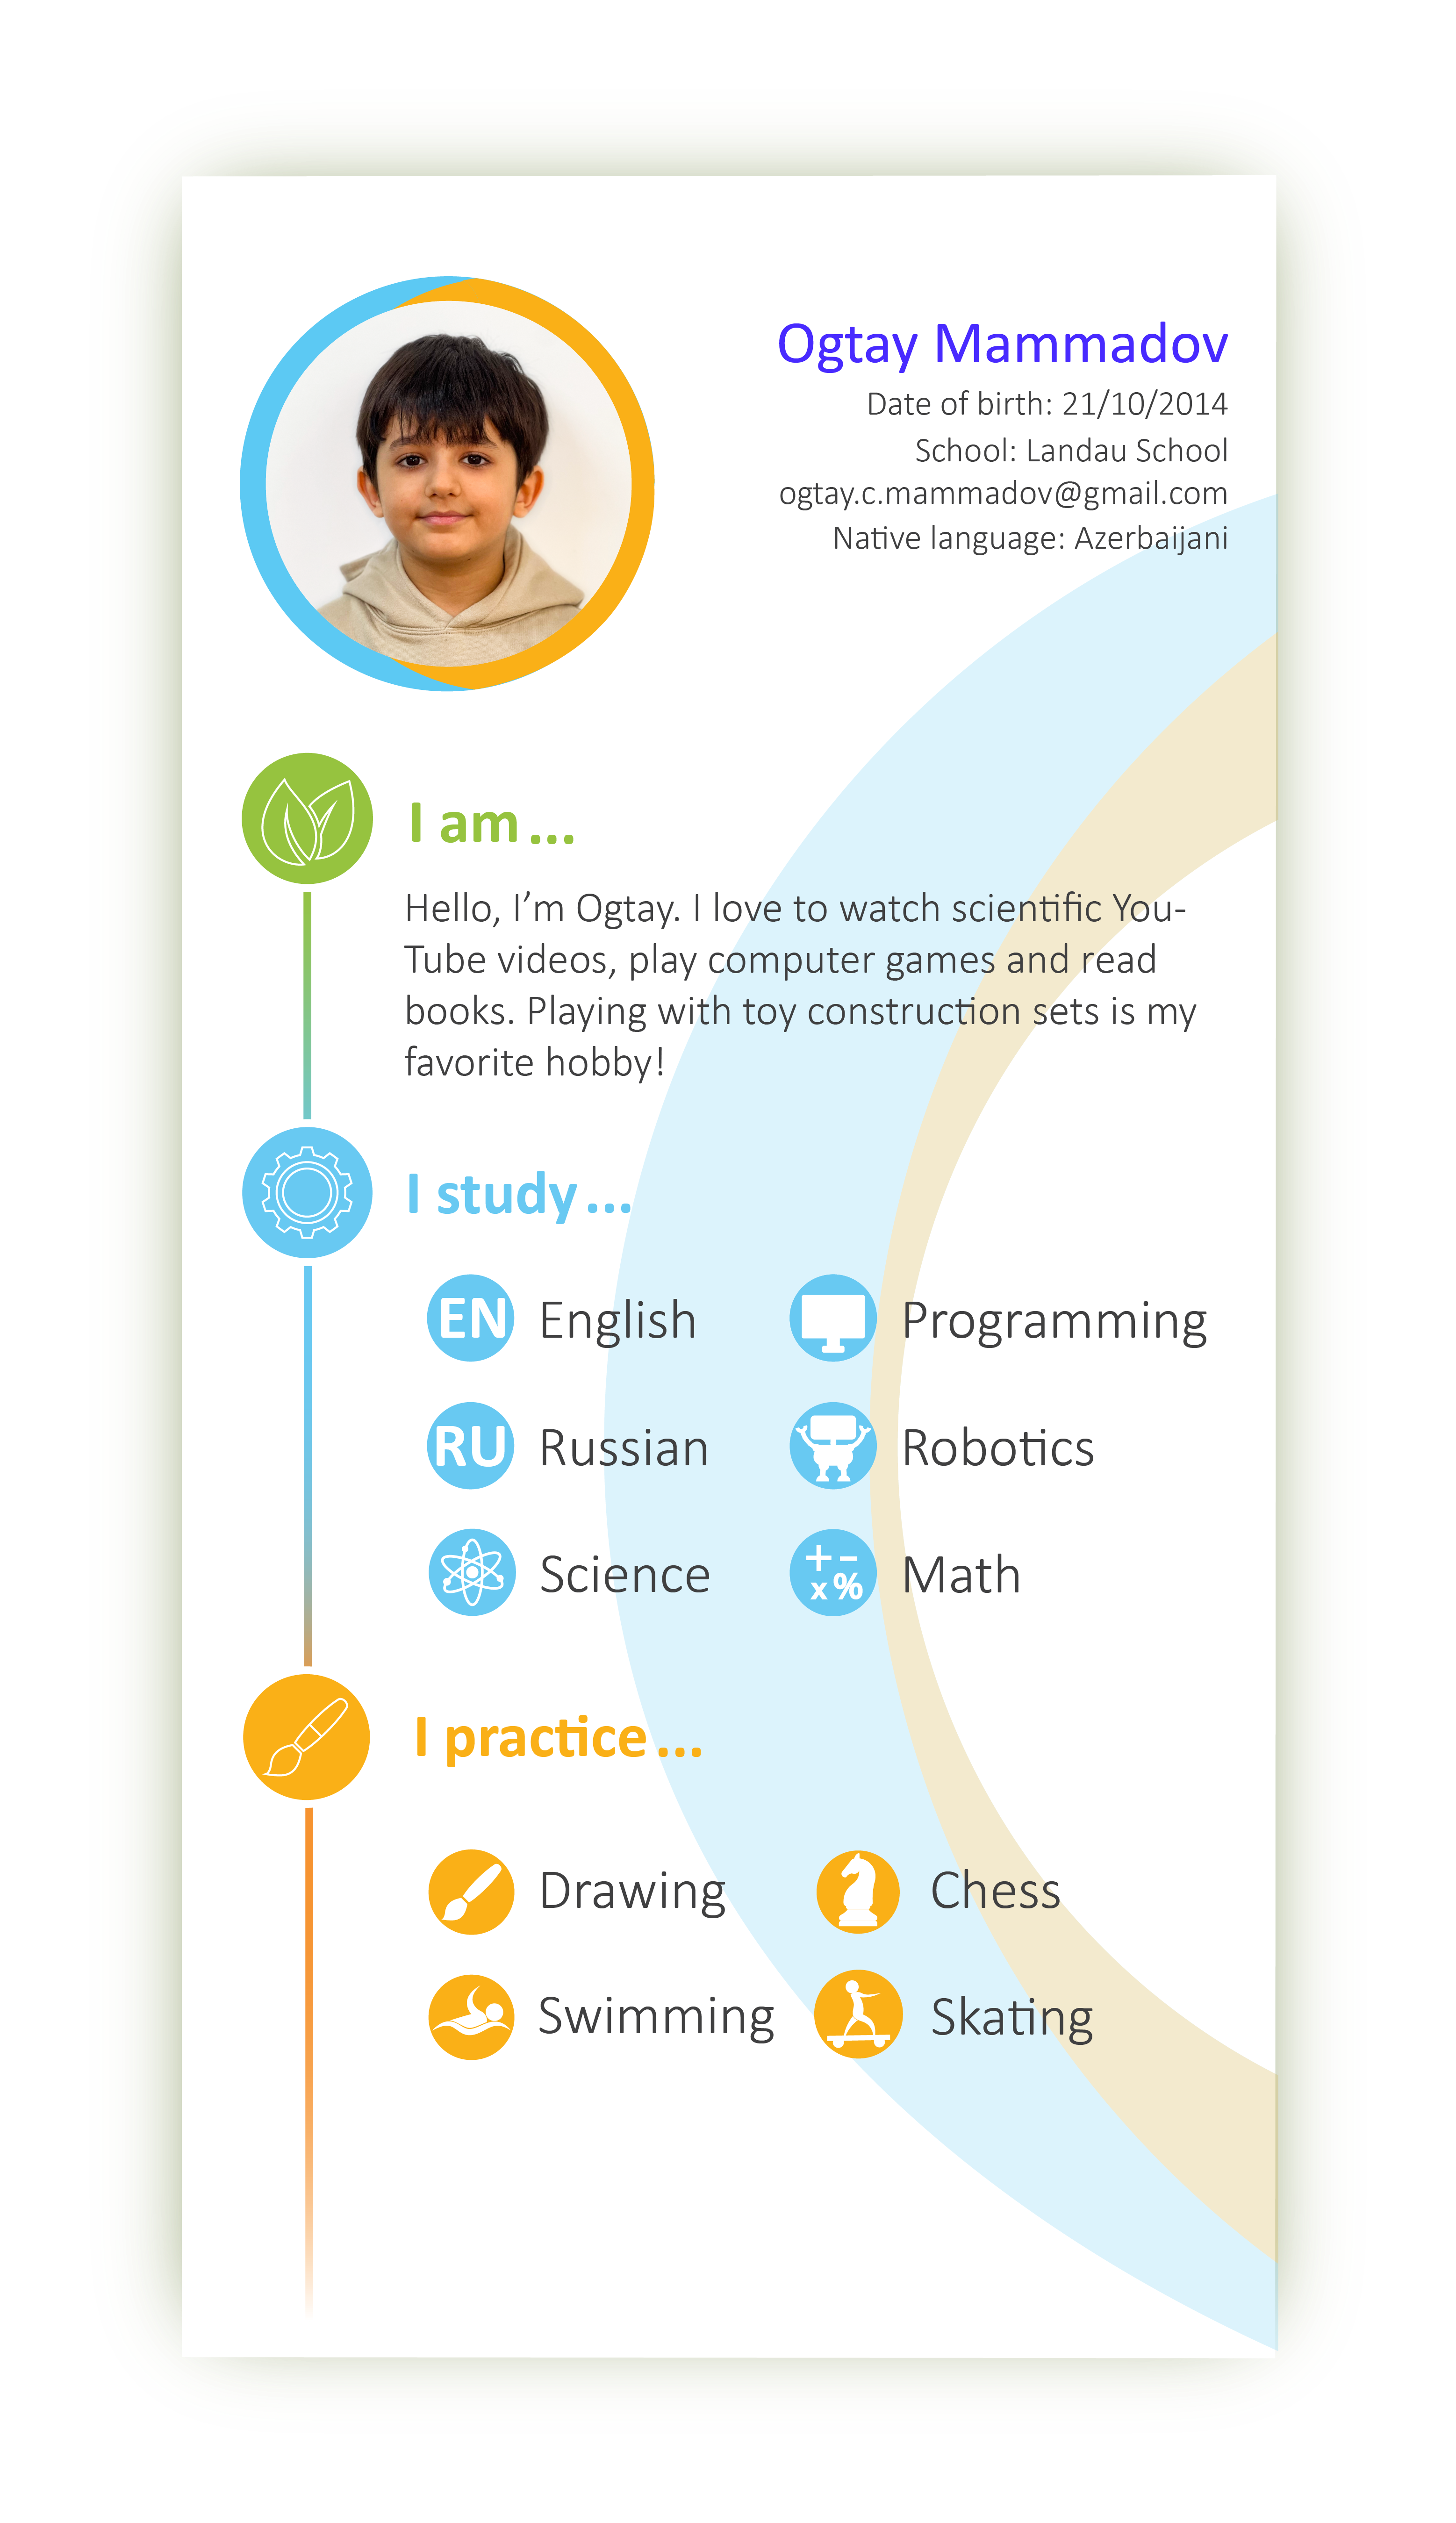 Ogtay Mammadov
Date of birth: 21/10/2014
School: Landau School
ogtay.c.mammadov@gmail.com
Native language: Azerbaijani
I am...
Hello, I’m Ogtay. I love to watch scientific You-
Tube videos, play computer games and read
books. Playing with toy construction sets is my
favorite hobby!
I study...
EN English
Programming
RU Russian
Robotics
Science
+ - x % Math
I practice...
Drawing
Chess
Swimming
Skating